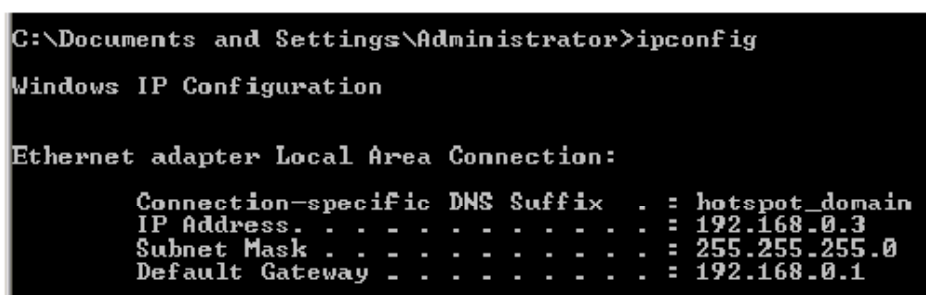 C:\Documents and Settings\Administrator>ipconfig
Windows IP Configuration
Ethernet adapter Local Area Connection:
Connection-specific DNS Suffix . : hotspot_domain
IP Address. . . . . . . . . . . . : 192.168.0.3
Subnet Mask . . . . . . . . . . . : 255.255.255.0
Default Gateway . . . . . . . . . : 192.168.0.1